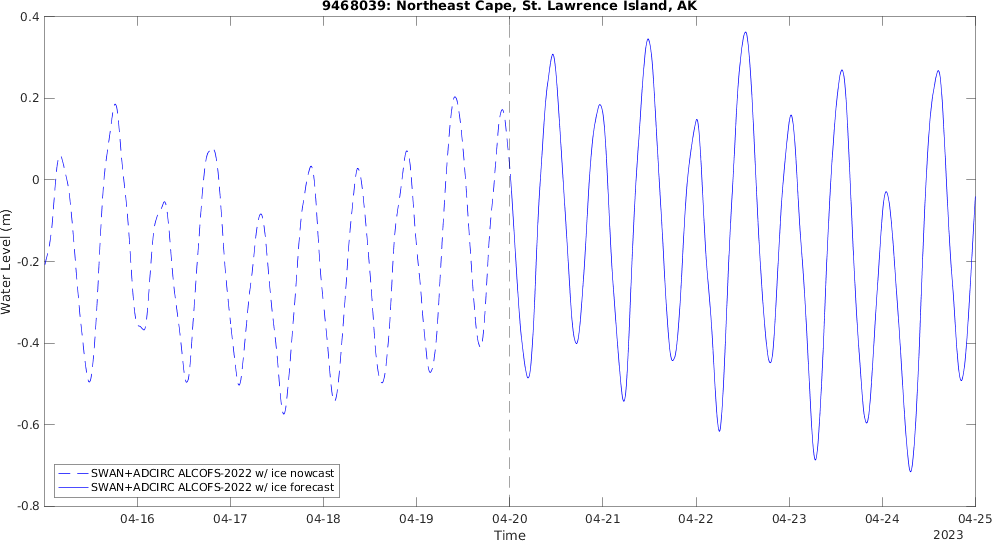 9468039: Northeast Cape, St. Lawrence Island, AK
0.4
0.2
0
-0.2
-0.4
-0.6
-0.8
Water Level (m)
SWAN+ADCIRC ALCOFS-2022 w/ ice nowcast
SWAN+ADCIRC ALCOFS-2022 w/ ice forecast
04-16 04-17 04-18 04-19 04-20 04-21 04-22 04-23 04-24 04-25
Time
2023